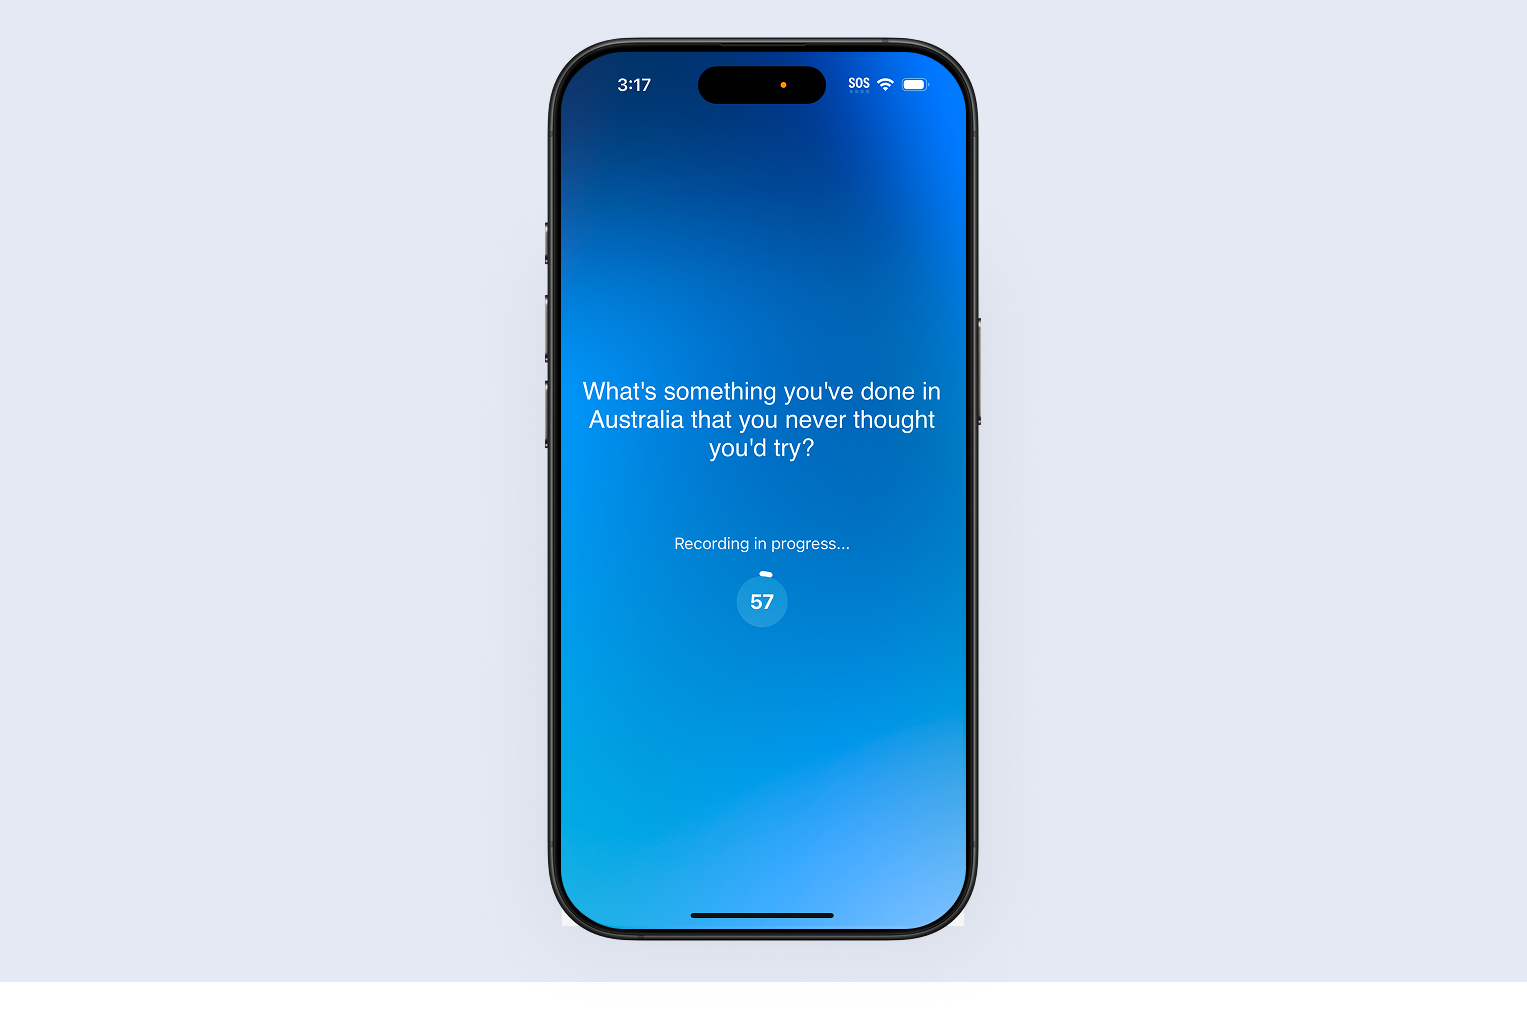 3:17
SOS
What's something you've done in
Australia that you never thought
you'd try?
Recording in progress...
57